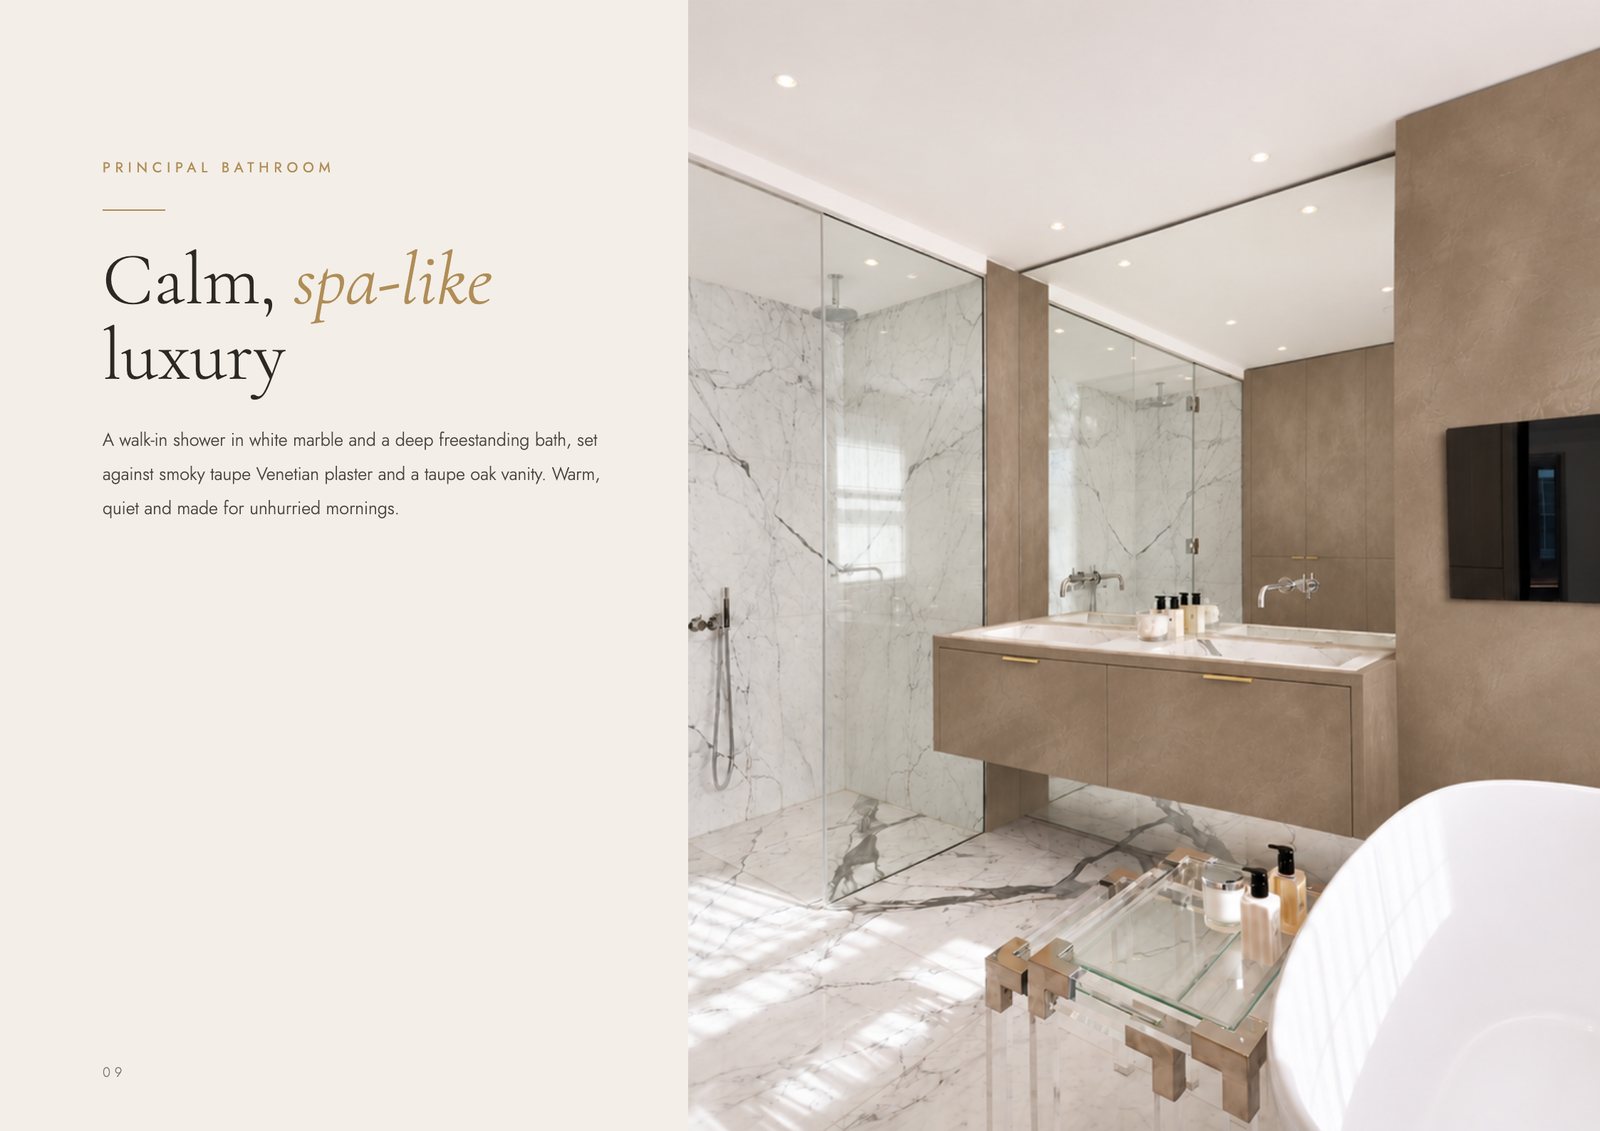 PRINCIPAL BATHROOM
Calm, spa-like
luxury
A walk-in shower in white marble and a deep freestanding bath, set
against smoky taupe Venetian plaster and a taupe oak vanity. Warm,
quiet and made for unhurried mornings.
09